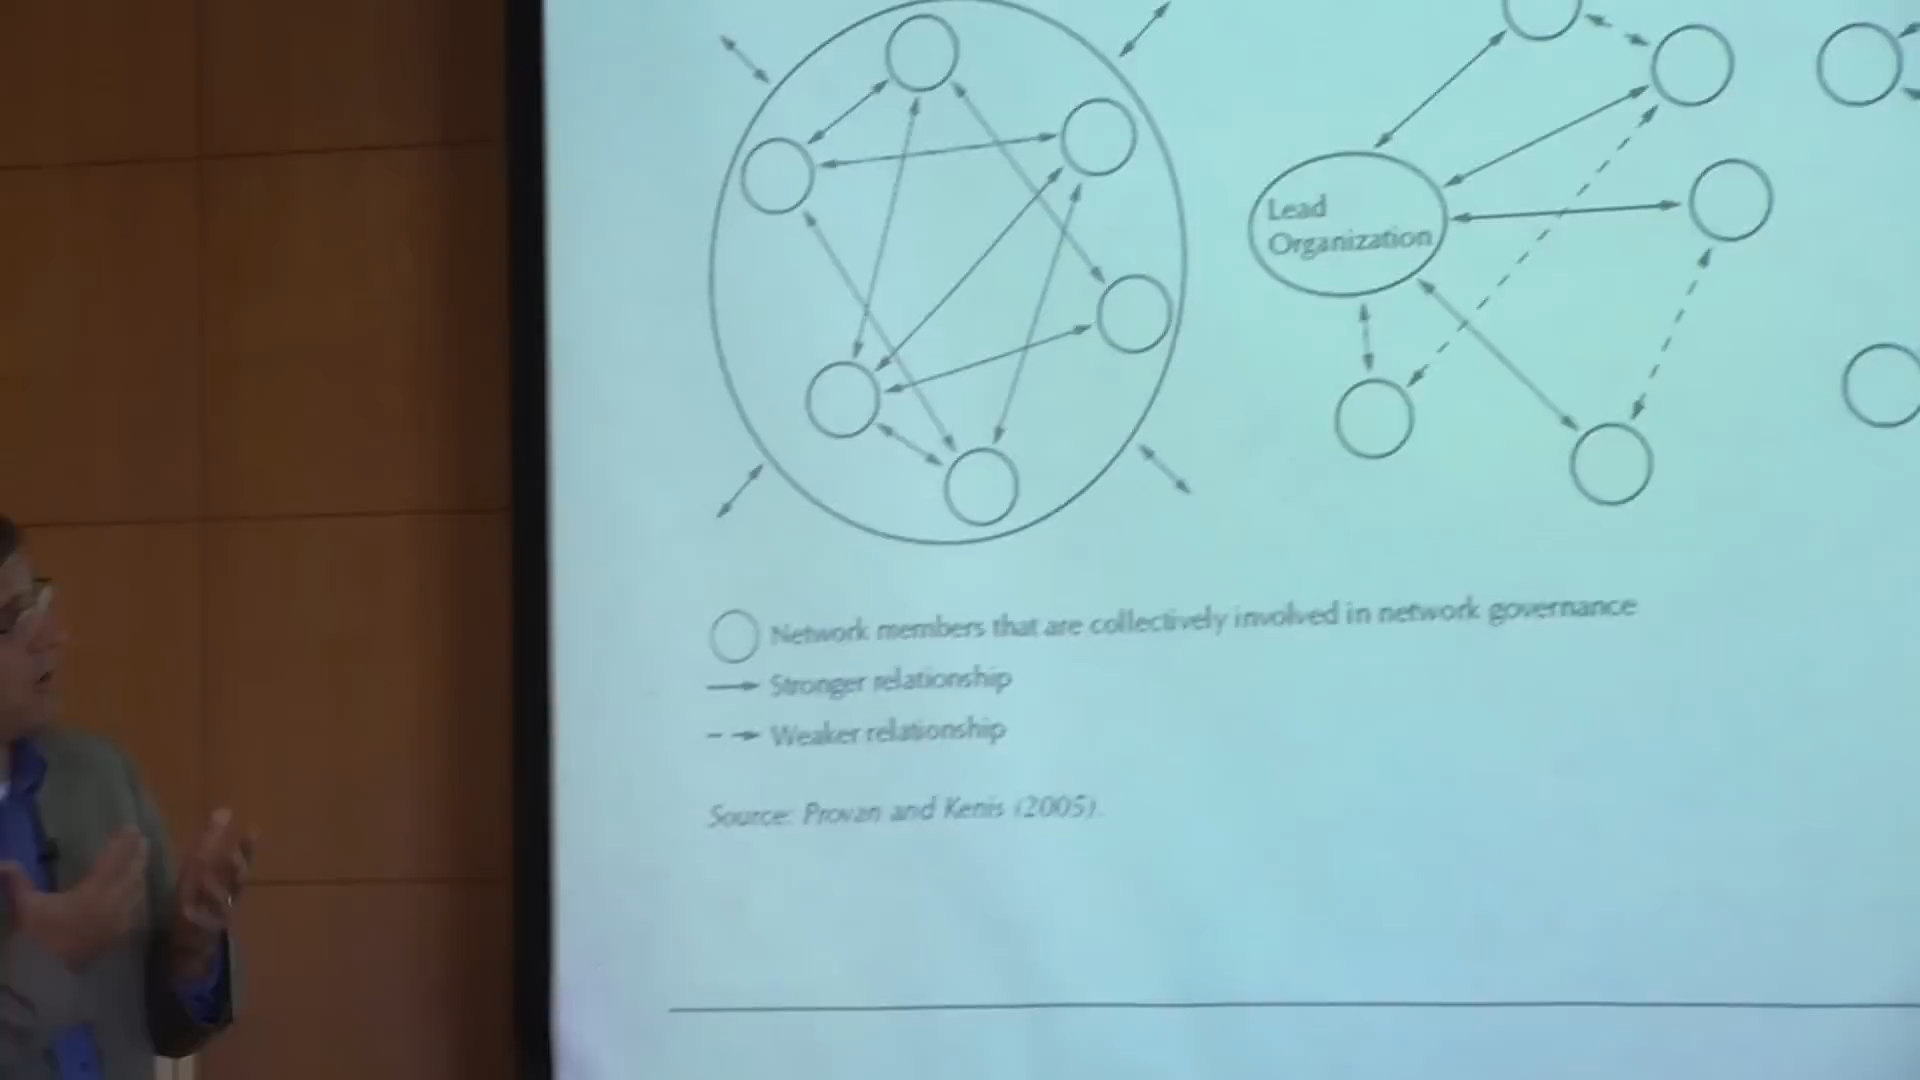 Lead
Organization
Network members that are collectively involved in network governance
Stronger relationship
Weaker relationship
Source: Provan and Kenis (2005).